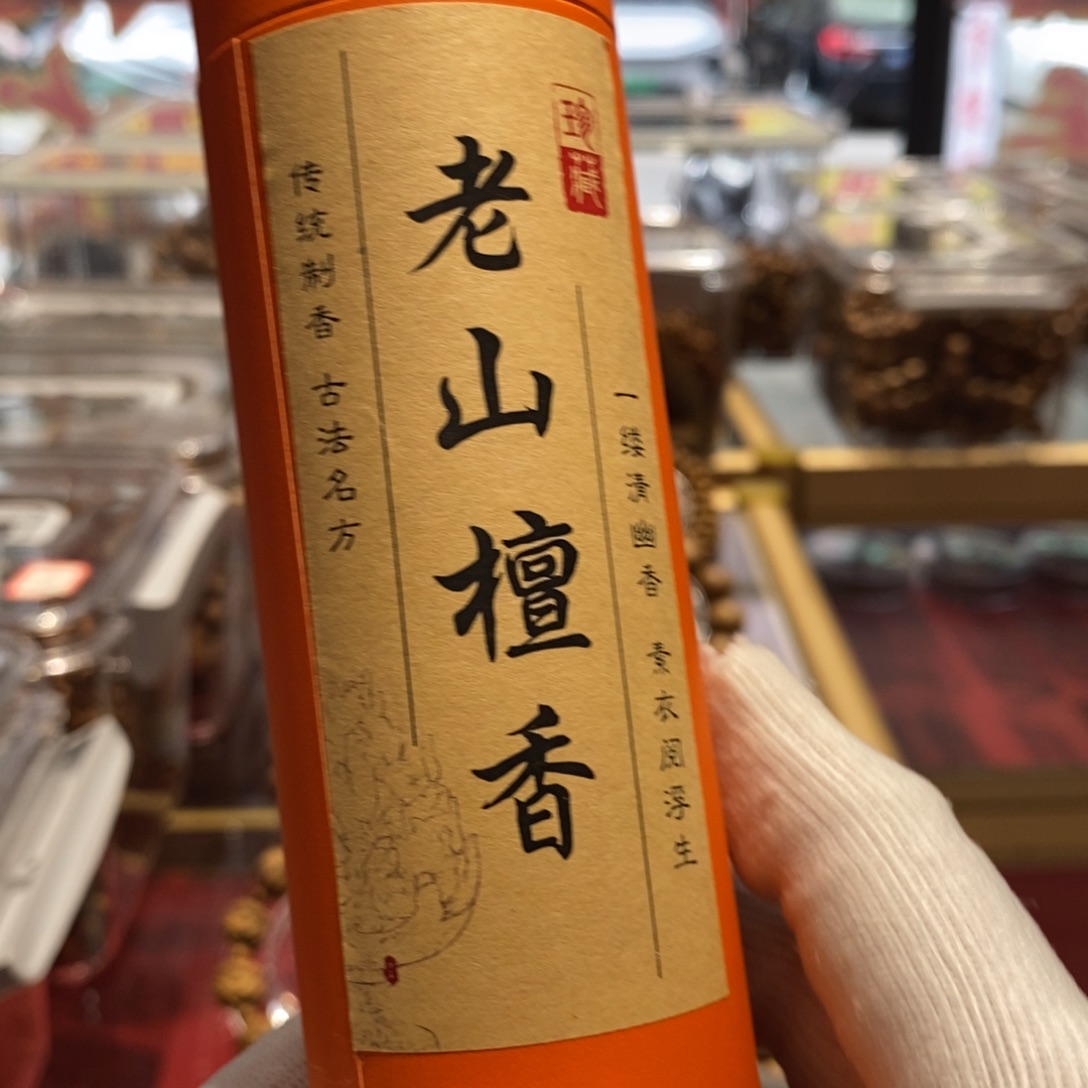 珍藏
一缕清幽香 素衣阅浮生
老山檀香
传统制香 古法名方